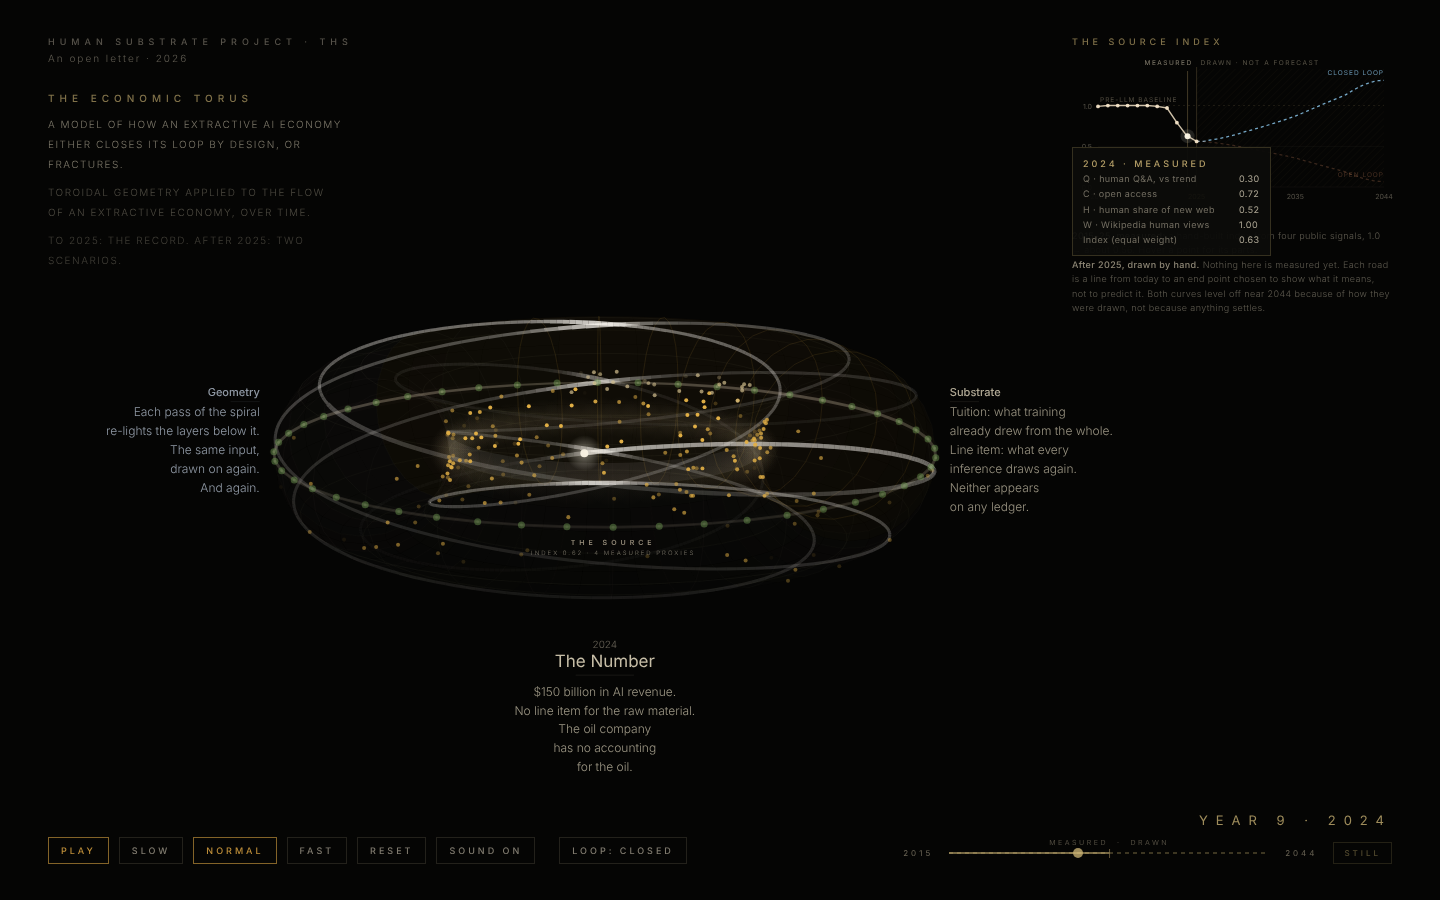 HUMAN SUBSTRATE PROJECT · THS
An open letter · 2026
THE ECONOMIC TORUS
A MODEL OF HOW AN EXTRACTIVE AI ECONOMY
EITHER CLOSES ITS LOOP BY DESIGN, OR
FRACTURES.
TOROIDAL GEOMETRY APPLIED TO THE FLOW
OF AN EXTRACTIVE ECONOMY, OVER TIME.
TO 2025: THE RECORD. AFTER 2025: TWO
SCENARIOS.
THE SOURCE INDEX
MEASURED DRAWN · NOT A FORECAST
CLOSED LOOP
PRE-LLM BASELINE
1.0
OPEN LOOP
2035
2044
2024 · MEASURED
Q · human Q&A, vs trend 0.30
C · open access 0.72
H · human share of new web 0.52
W · Wikipedia human views 1.00
Index (equal weight) 0.63
four public signals, 1.0
After 2025, drawn by hand. Nothing here is measured yet. Each road
is a line from today to an end point chosen to show what it means,
not to predict it. Both curves level off near 2044 because of how they
were drawn, not because anything settles.
Geometry
Each pass of the spiral
re-lights the layers below it.
The same input,
drawn on again.
And again.
Substrate
Tuition: what training
already drew from the whole.
Line item: what every
inference draws again.
Neither appears
on any ledger.
THE SOURCE
INDEX 0.62 · 4 MEASURED PROXIES
2024
The Number
$150 billion in AI revenue.
No line item for the raw material.
The oil company
has no accounting
for the oil.
YEAR 9 · 2024
PLAY
SLOW
NORMAL
FAST
RESET
SOUND ON
LOOP: CLOSED
MEASURED · DRAWN
2015
2044
STILL